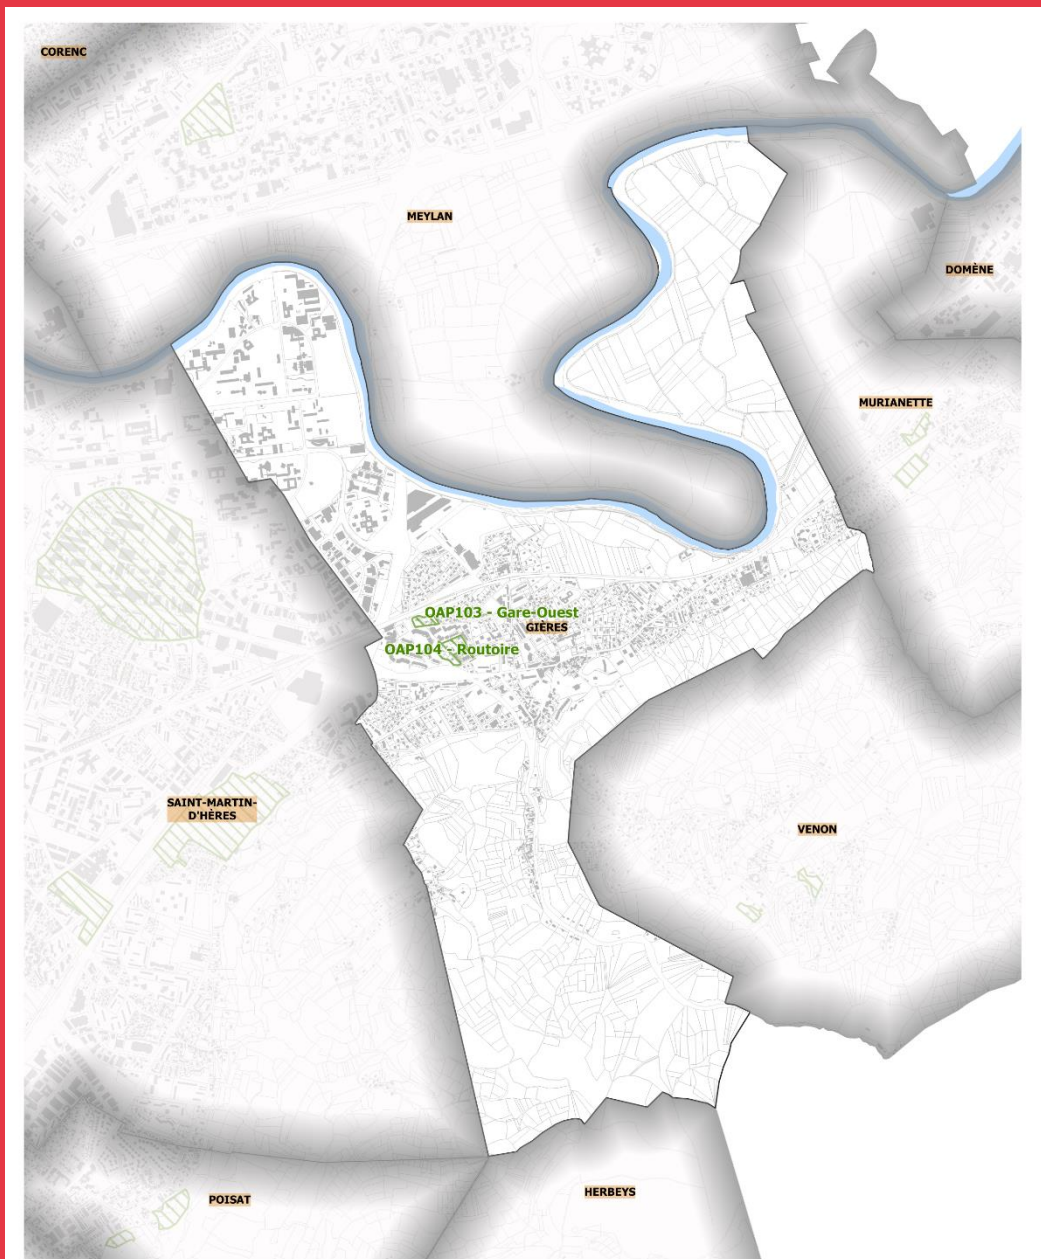 CORENC
MEYLAN
DOMÈNE
MURIANETTE
OAP103 - Gare-Ouest
GIÈRES
OAP104 - Routoire
SAINT-MARTIN-
D'HÈRES
VENON
HERBEYS
POISAT